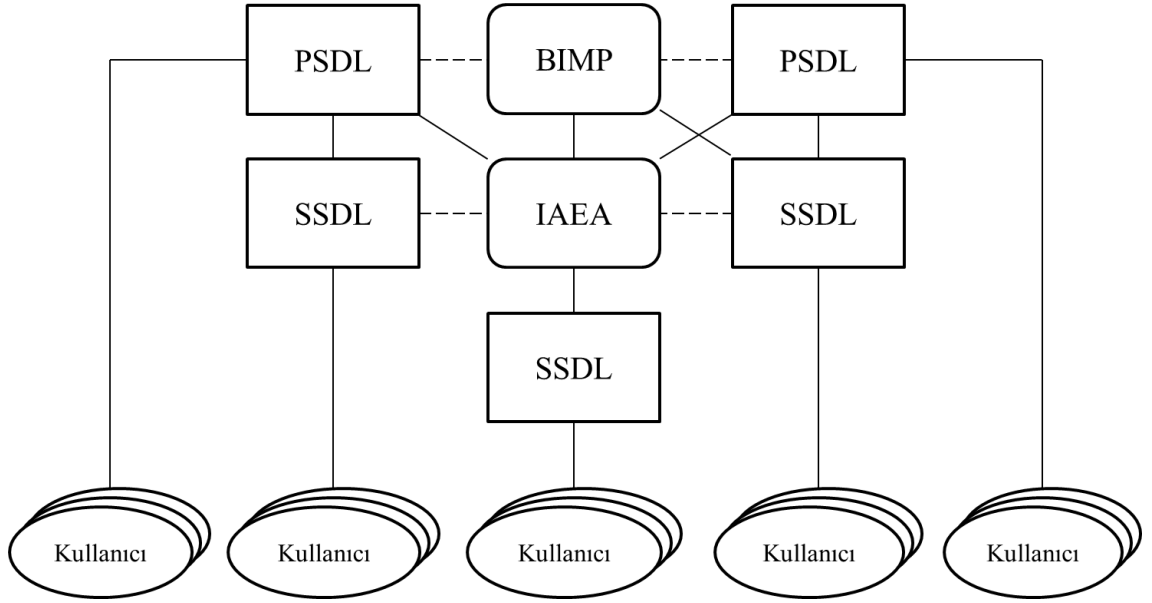 PSDL
BIMP
PSDL
SSDL
IAEA
SSDL
SSDL
Kullanıcı
Kullanıcı
Kullanıcı
Kullanıcı
Kullanıcı